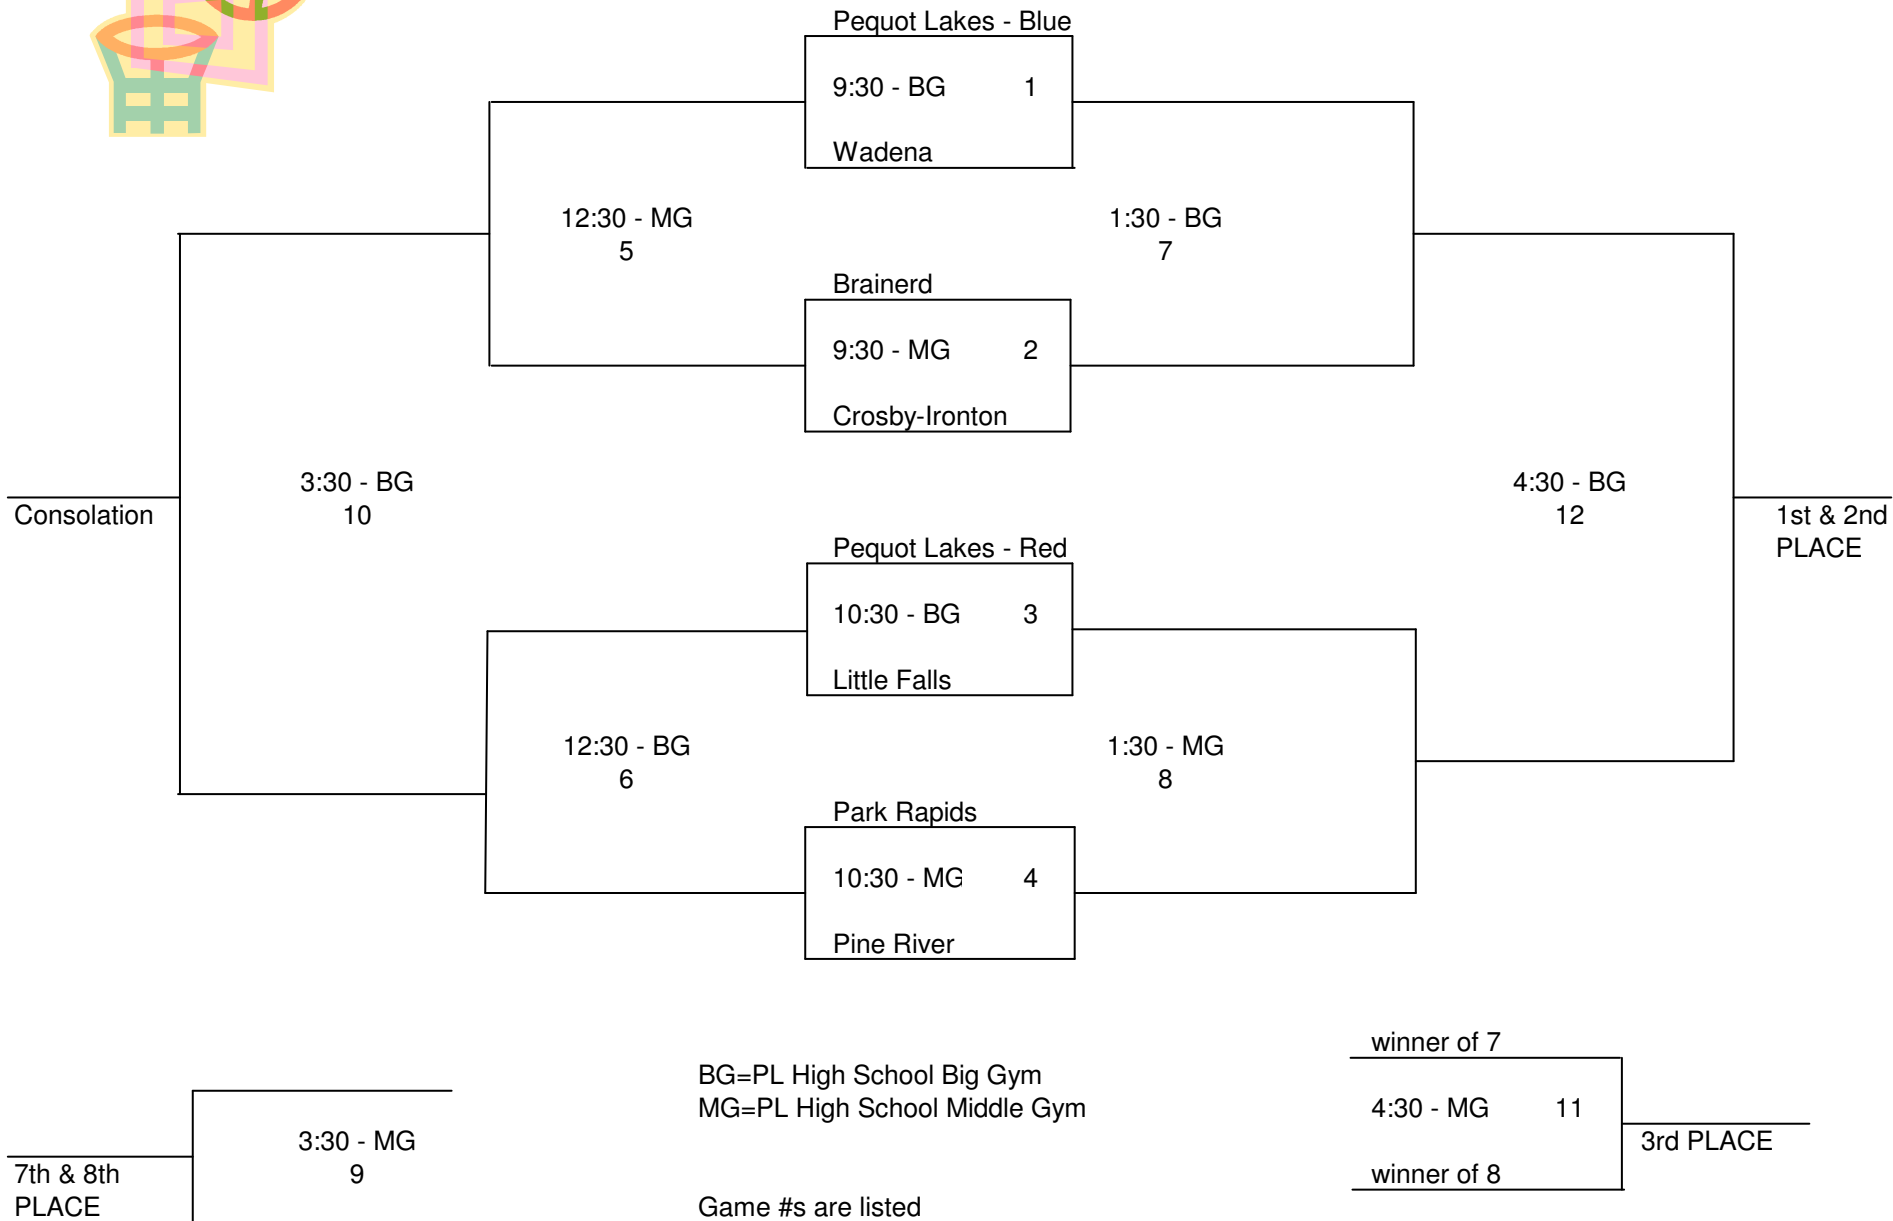 Pequot Lakes - Blue
9:30 - BG 1
Wadena
12:30 - MG
5
1:30 - BG
7
Brainerd
9:30 - MG 2
Crosby-Ironton
3:30 - BG
10
Consolation
4:30 - BG
12
1st & 2nd
PLACE
Pequot Lakes - Red
10:30 - BG 3
Little Falls
12:30 - BG
6
1:30 - MG
8
Park Rapids
10:30 - MG 4
Pine River
winner of 7
4:30 - MG 11
winner of 8
3rd PLACE
BG=PL High School Big Gym
MG=PL High School Middle Gym
3:30 - MG
9
7th & 8th
PLACE
Game #s are listed